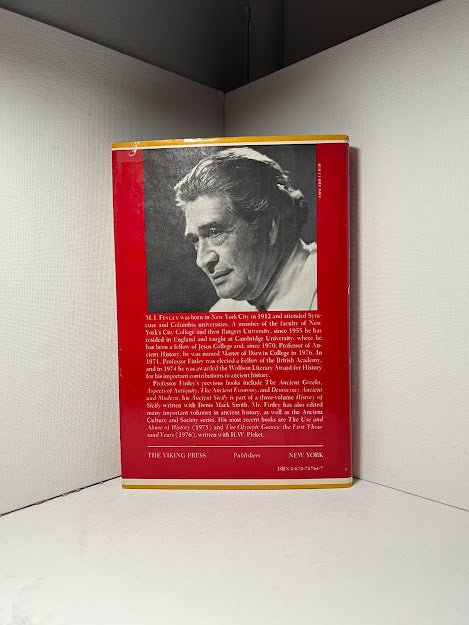 M. I. FINLEY was born in New York City in 1912 and attended Syra-
cuse and Columbia universities. A member of the faculty of New
York's City College and then Rutgers University, since 1955 he has
resided in England and taught at Cambridge University, where he
has been a fellow of Jesus College and, since 1970, Professor of An-
cient History; he was named Master of Darwin College in 1976. In
1971, Professor Finley was elected a Fellow of the British Academy,
and in 1974 he was awarded the Wolfson Literary Award for History
for his important contributions to ancient history.
Professor Finley's previous books include The Ancient Greeks,
Aspects of Antiquity, The Ancient Economy, and Democracy Ancient
and Modern; his Ancient Sicily is part of a three-volume History of
Sicily written with Denis Mack Smith. Mr. Finley has also edited
many important volumes in ancient history, as well as the Ancient
Culture and Society series. His most recent books are The Use and
Abuse of History (1975) and The Olympic Games: the First Thou-
sand Years (1976), written with H.W. Pleket.
THE VIKING PRESS Publishers NEW YORK
ISBN 0-670-78764-7